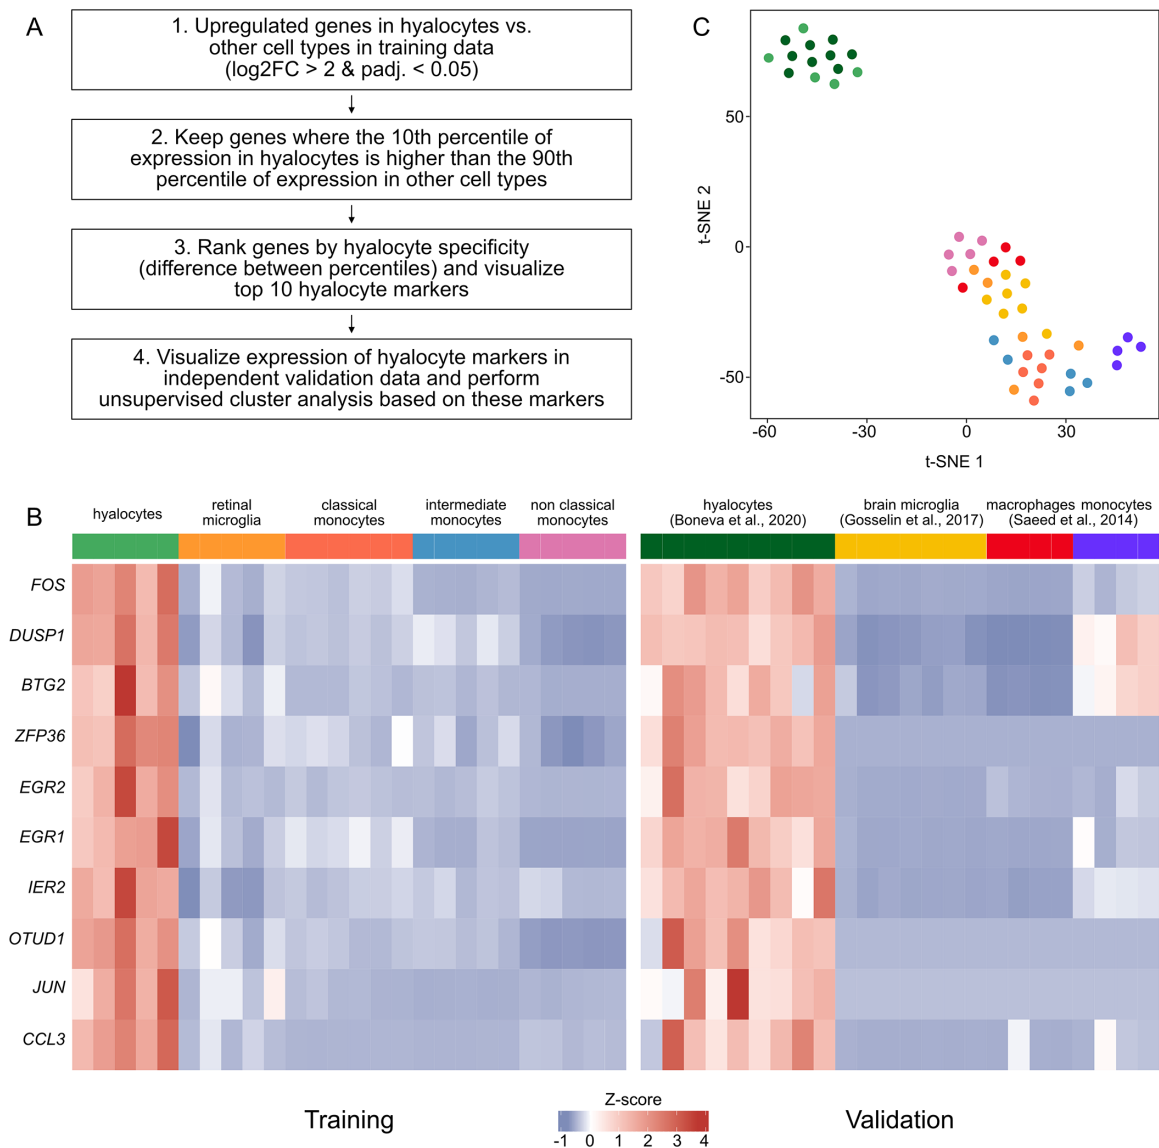 A
1. Upregulated genes in hyalocytes vs.
other cell types in training data
(log2FC > 2 & padj. < 0.05)
2. Keep genes where the 10th percentile of
expression in hyalocytes is higher than the 90th
percentile of expression in other cell types
3. Rank genes by hyalocyte specificity
(difference between percentiles) and visualize
top 10 hyalocyte markers
4. Visualize expression of hyalocyte markers in
independent validation data and perform
unsupervised cluster analysis based on these markers
C
t-SNE 2
50
0
-50
-60
-30
0
30
t-SNE 1
B
hyalocytes
retinal
microglia
classical
monocytes
intermediate
monocytes
non classical
monocytes
hyalocytes
(Boneva et al., 2020)
brain microglia
(Gosselin et al., 2017)
macrophages monocytes
(Saeed et al., 2014)
FOS
DUSP1
BTG2
ZFP36
EGR2
EGR1
IER2
OTUD1
JUN
CCL3
Training
Z-score
-1 0 1 2 3 4
Validation